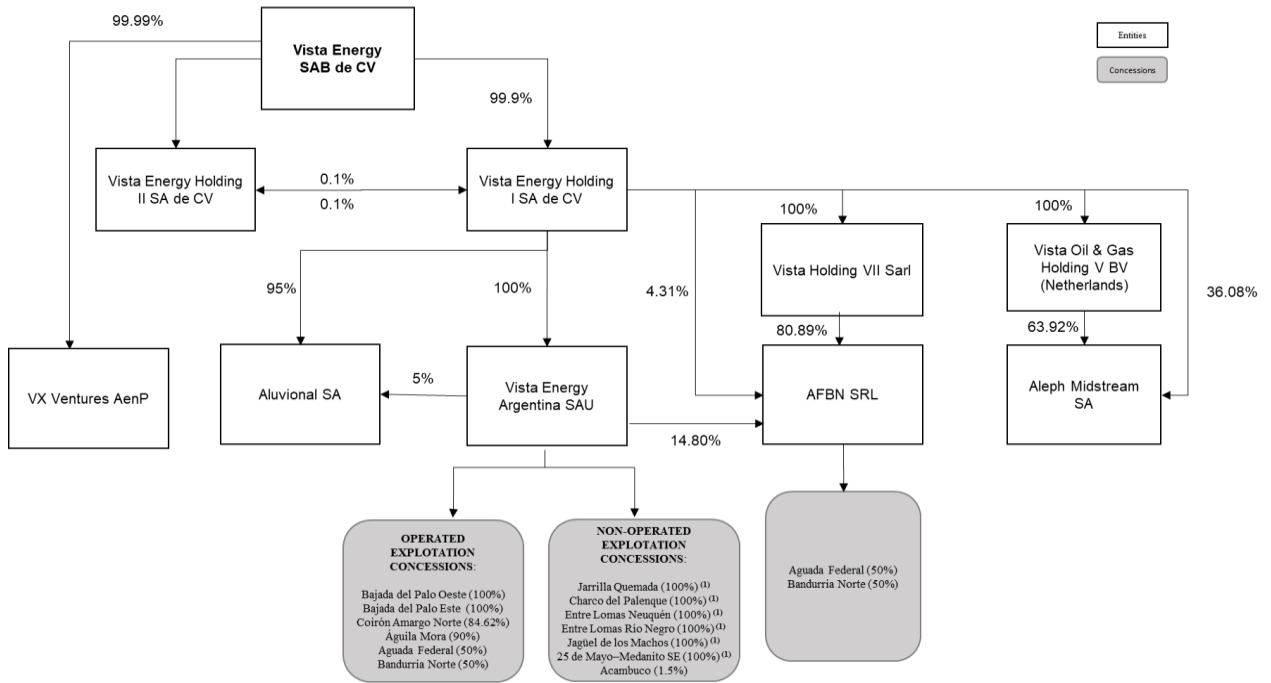 99.99%
Vista Energy
SAB de CV
Entities
Concessions
99.9%
Vista Energy Holding
II SA de CV
0.1%
0.1%
Vista Energy Holding
I SA de CV
100%
100%
Vista Holding VII Sarl
Vista Oil & Gas
Holding V BV
(Netherlands)
95%
100%
4.31%
36.08%
80.89%
63.92%
VX Ventures AenP
Aluvional SA
5%
Vista Energy
Argentina SAU
AFBN SRL
Aleph Midstream
SA
14.80%
OPERATED
EXPLOTATION
CONCESSIONS:
Bajada del Palo Oeste (100%)
Bajada del Palo Este (100%)
Coirón Amargo Norte (84.62%)
Águila Mora (90%)
Aguada Federal (50%)
Bandurria Norte (50%)
NON-OPERATED
EXPLOTATION
CONCESSIONS:
Jarrilla Quemada (100%) (1)
Charco del Palenque (100%) (1)
Entre Lomas Neuquén (100%) (1)
Entre Lomas Río Negro (100%) (1)
Jagüel de los Machos (100%) (1)
25 de Mayo–Medanito SE (100%) (1)
Acambuco (1.5%)
Aguada Federal (50%)
Bandurria Norte (50%)